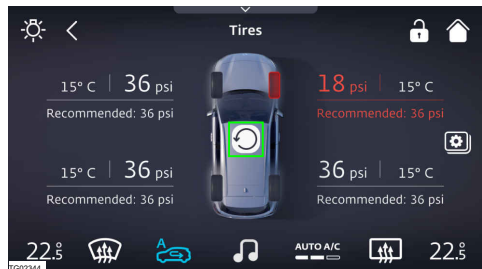 Tires
15° C 36 psi
Recommended: 36 psi
18 psi 15° C
Recommended: 36 psi
15° C 36 psi
Recommended: 36 psi
36 psi 15° C
Recommended: 36 psi
22.5° A AUTO A/C 22.5°
TG02344